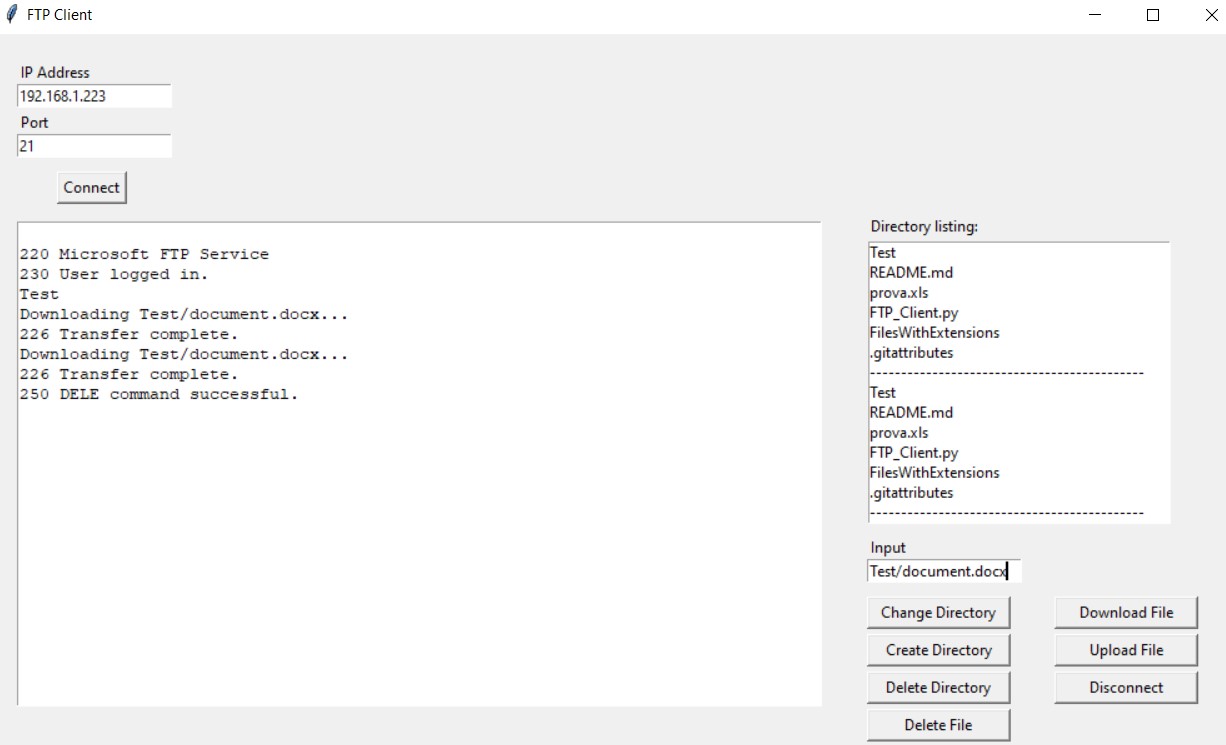 FTP Client
IP Address
192.168.1.223
Port
21
Connect
220 Microsoft FTP Service
230 User logged in.
Test
Downloading Test/document.docx...
226 Transfer complete.
Downloading Test/document.docx...
226 Transfer complete.
250 DELE command successful.
Directory listing:
Test
README.md
prova.xls
FTP_Client.py
FilesWithExtensions
.gitattributes
--------------------------------------------
Test
README.md
prova.xls
FTP_Client.py
FilesWithExtensions
.gitattributes
--------------------------------------------
Input
Test/document.docx
Change Directory
Download File
Create Directory
Upload File
Delete Directory
Disconnect
Delete File